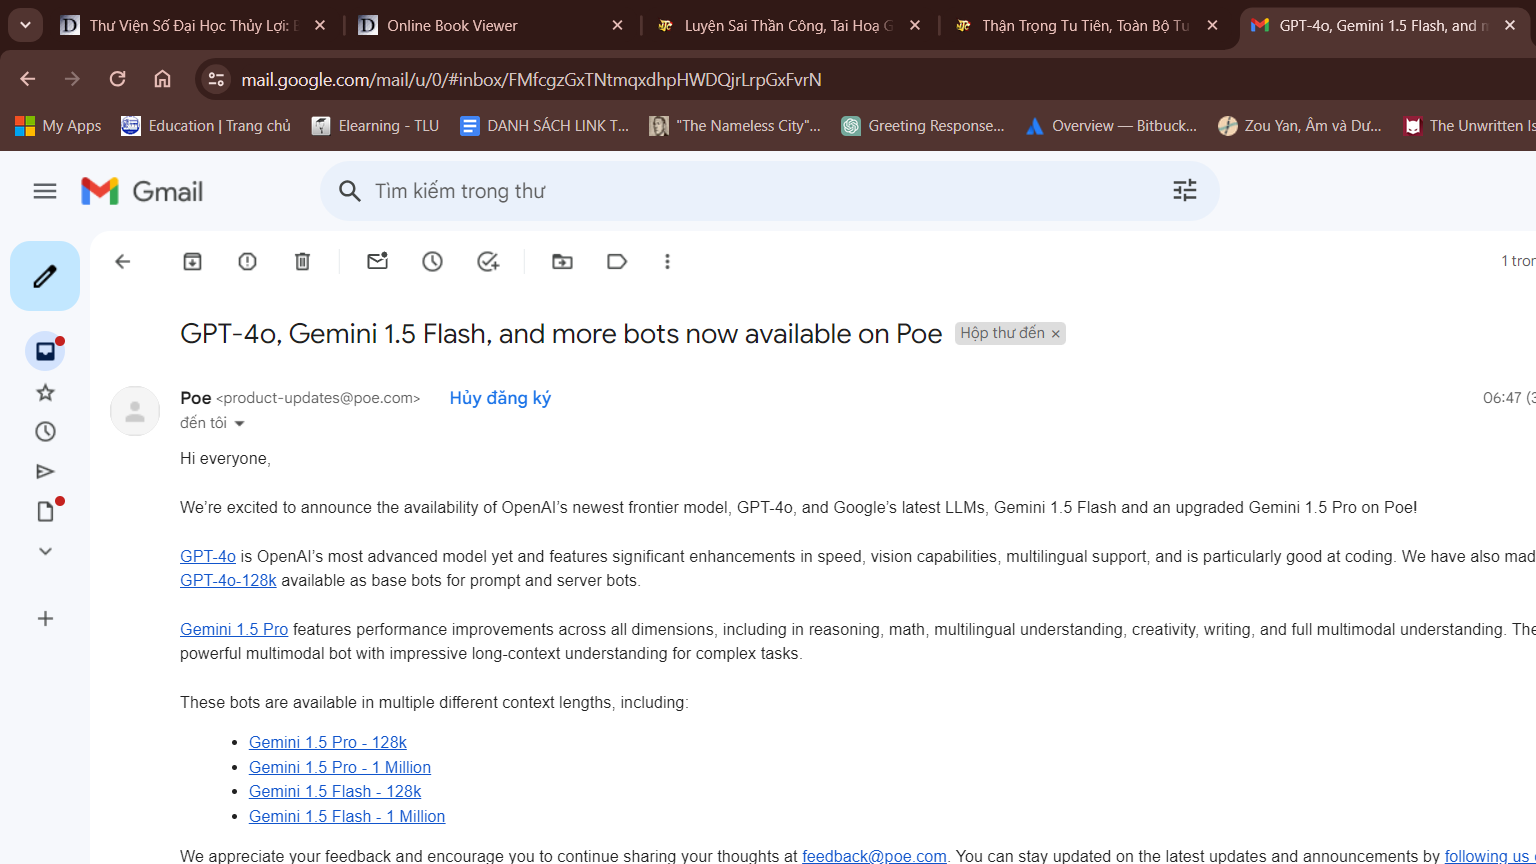 Thư Viện Số Đại Học Thủy Lợi:
Online Book Viewer
Luyện Sai Thần Công, Tai Hoạ
Thận Trọng Tu Tiên, Toàn Bộ Tu
GPT-4o, Gemini 1.5 Flash, and
mail.google.com/mail/u/0/#inbox/FMfcgzGxTNtmqxdhpHWDQjrLrpGxFvrN
My Apps
Education | Trang chủ
Elearning - TLU
DANH SÁCH LINK T...
"The Nameless City"...
Greeting Response...
Overview — Bitbuck...
Zou Yan, Âm và Dư...
The Unwritten
Gmail
Tìm kiếm trong thư
1
GPT-4o, Gemini 1.5 Flash, and more bots now available on Poe Hộp thư đến ×
Poe <product-updates@poe.com> Hủy đăng ký 06:47
đến tôi
Hi everyone,
We’re excited to announce the availability of OpenAI’s newest frontier model, GPT-4o, and Google’s latest LLMs, Gemini 1.5 Flash and an upgraded Gemini 1.5 Pro on Poe!
GPT-4o is OpenAI’s most advanced model yet and features significant enhancements in speed, vision capabilities, multilingual support, and is particularly good at coding. We have also mad
GPT-4o-128k available as base bots for prompt and server bots.
Gemini 1.5 Pro features performance improvements across all dimensions, including in reasoning, math, multilingual understanding, creativity, writing, and full multimodal understanding. The
powerful multimodal bot with impressive long-context understanding for complex tasks.
These bots are available in multiple different context lengths, including:
• Gemini 1.5 Pro - 128k
• Gemini 1.5 Pro - 1 Million
• Gemini 1.5 Flash - 128k
• Gemini 1.5 Flash - 1 Million
We appreciate your feedback and encourage you to continue sharing your thoughts at feedback@poe.com. You can stay updated on the latest updates and announcements by following us